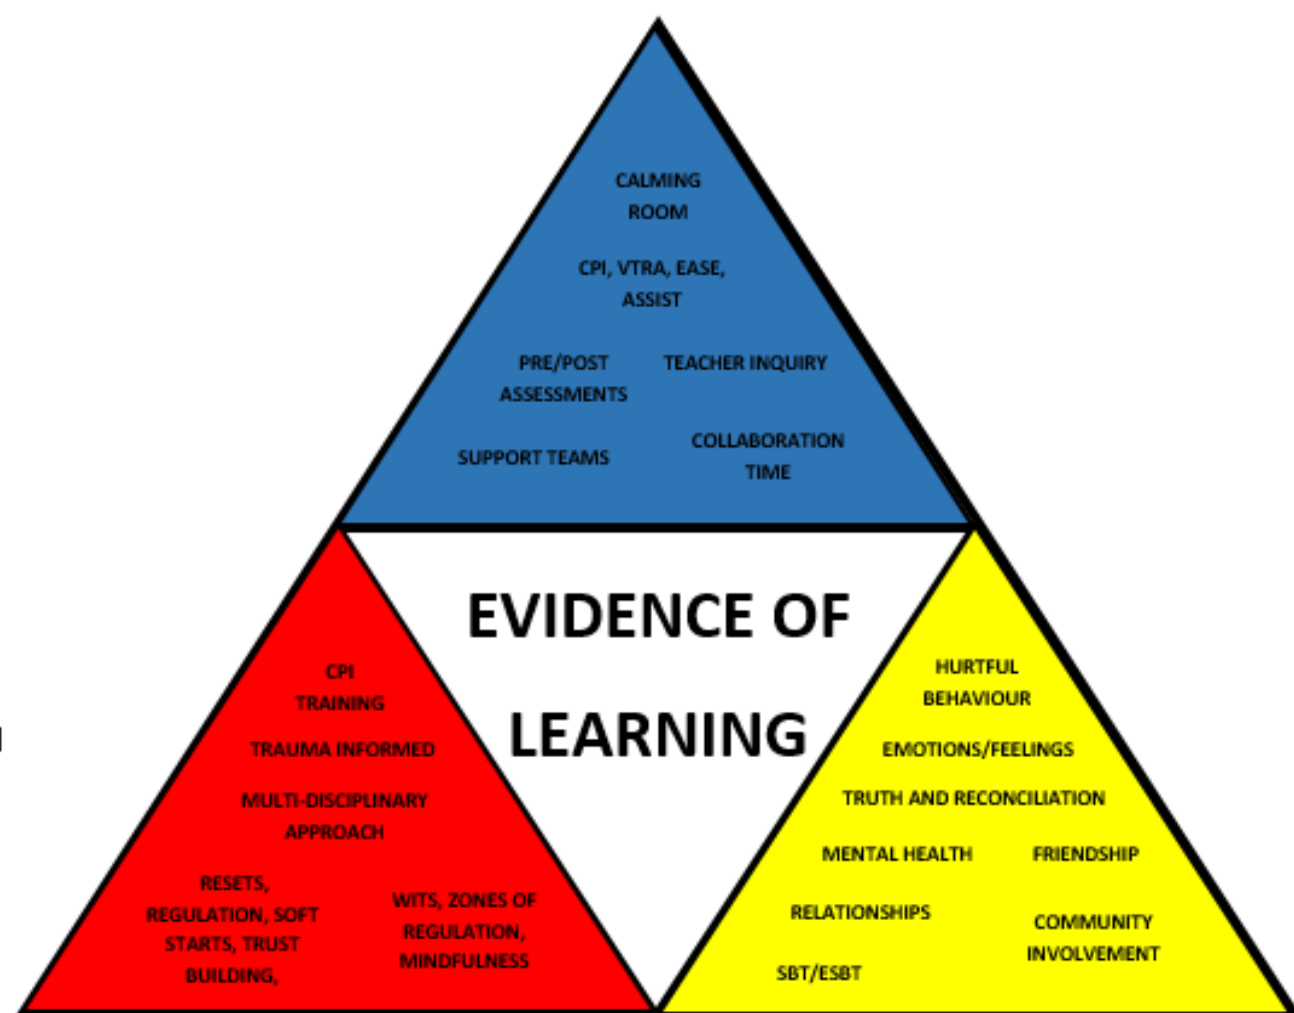 CALMING
ROOM
CPI, VTRA, EASE,
ASSIST
PRE/POST
ASSESSMENTS
TEACHER INQUIRY
SUPPORT TEAMS
COLLABORATION
TIME
EVIDENCE OF
LEARNING
CPI
TRAINING
TRAUMA INFORMED
MULTI-DISCIPLINARY
APPROACH
RESETS,
REGULATION, SOFT
STARTS, TRUST
BUILDING,
WITS, ZONES OF
REGULATION,
MINDFULNESS
HURTFUL
BEHAVIOUR
EMOTIONS/FEELINGS
TRUTH AND RECONCILIATION
MENTAL HEALTH
FRIENDSHIP
RELATIONSHIPS
COMMUNITY
INVOLVEMENT
SBT/ESBT